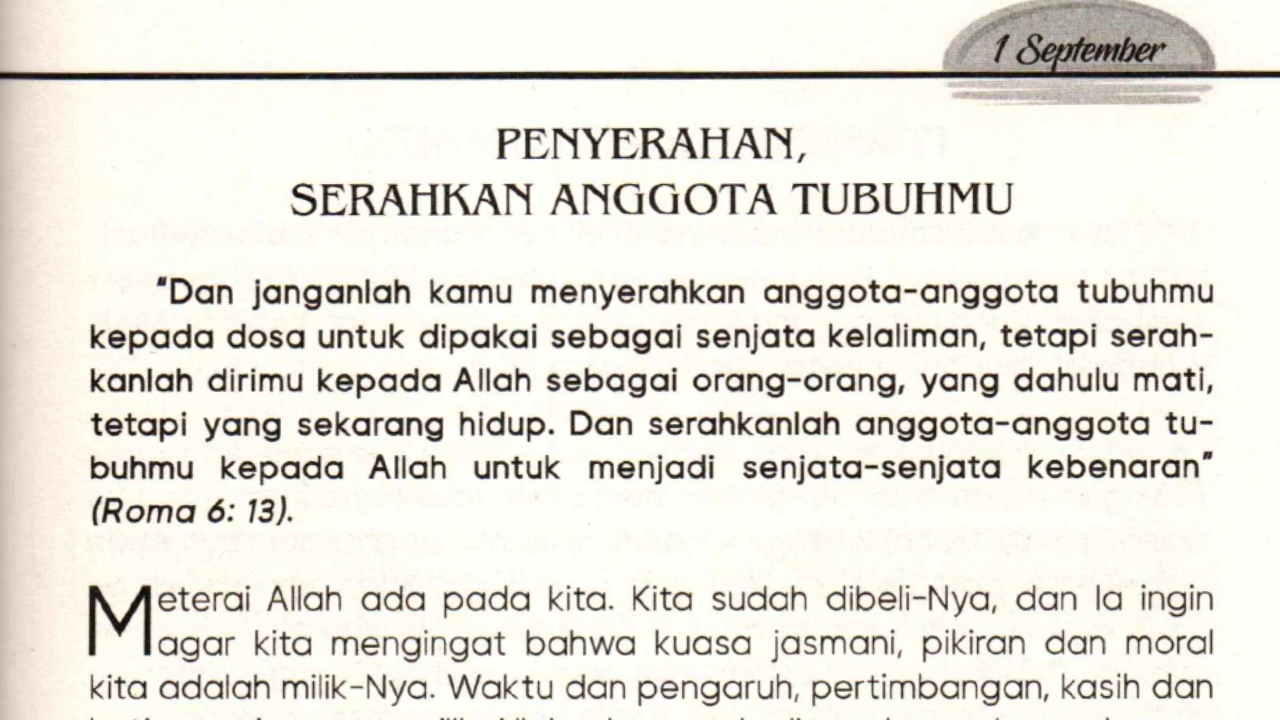 1 September
PENYERAHAN,
SERAHKAN ANGGOTA TUBUHMU
"Dan janganlah kamu menyerahkan anggota-anggota tubuhmu
kepada dosa untuk dipakai sebagai senjata kelaliman, tetapi serah-
kanlah dirimu kepada Allah sebagai orang-orang, yang dahulu mati,
tetapi yang sekarang hidup. Dan serahkanlah anggota-anggota tu-
buhmu kepada Allah untuk menjadi senjata-senjata kebenaran"
(Roma 6: 13).
Meterai Allah ada pada kita. Kita sudah dibeli-Nya, dan Ia ingin
agar kita mengingat bahwa kuasa jasmani, pikiran dan moral
kita adalah milik-Nya. Waktu dan pengaruh, pertimbangan, kasih dan